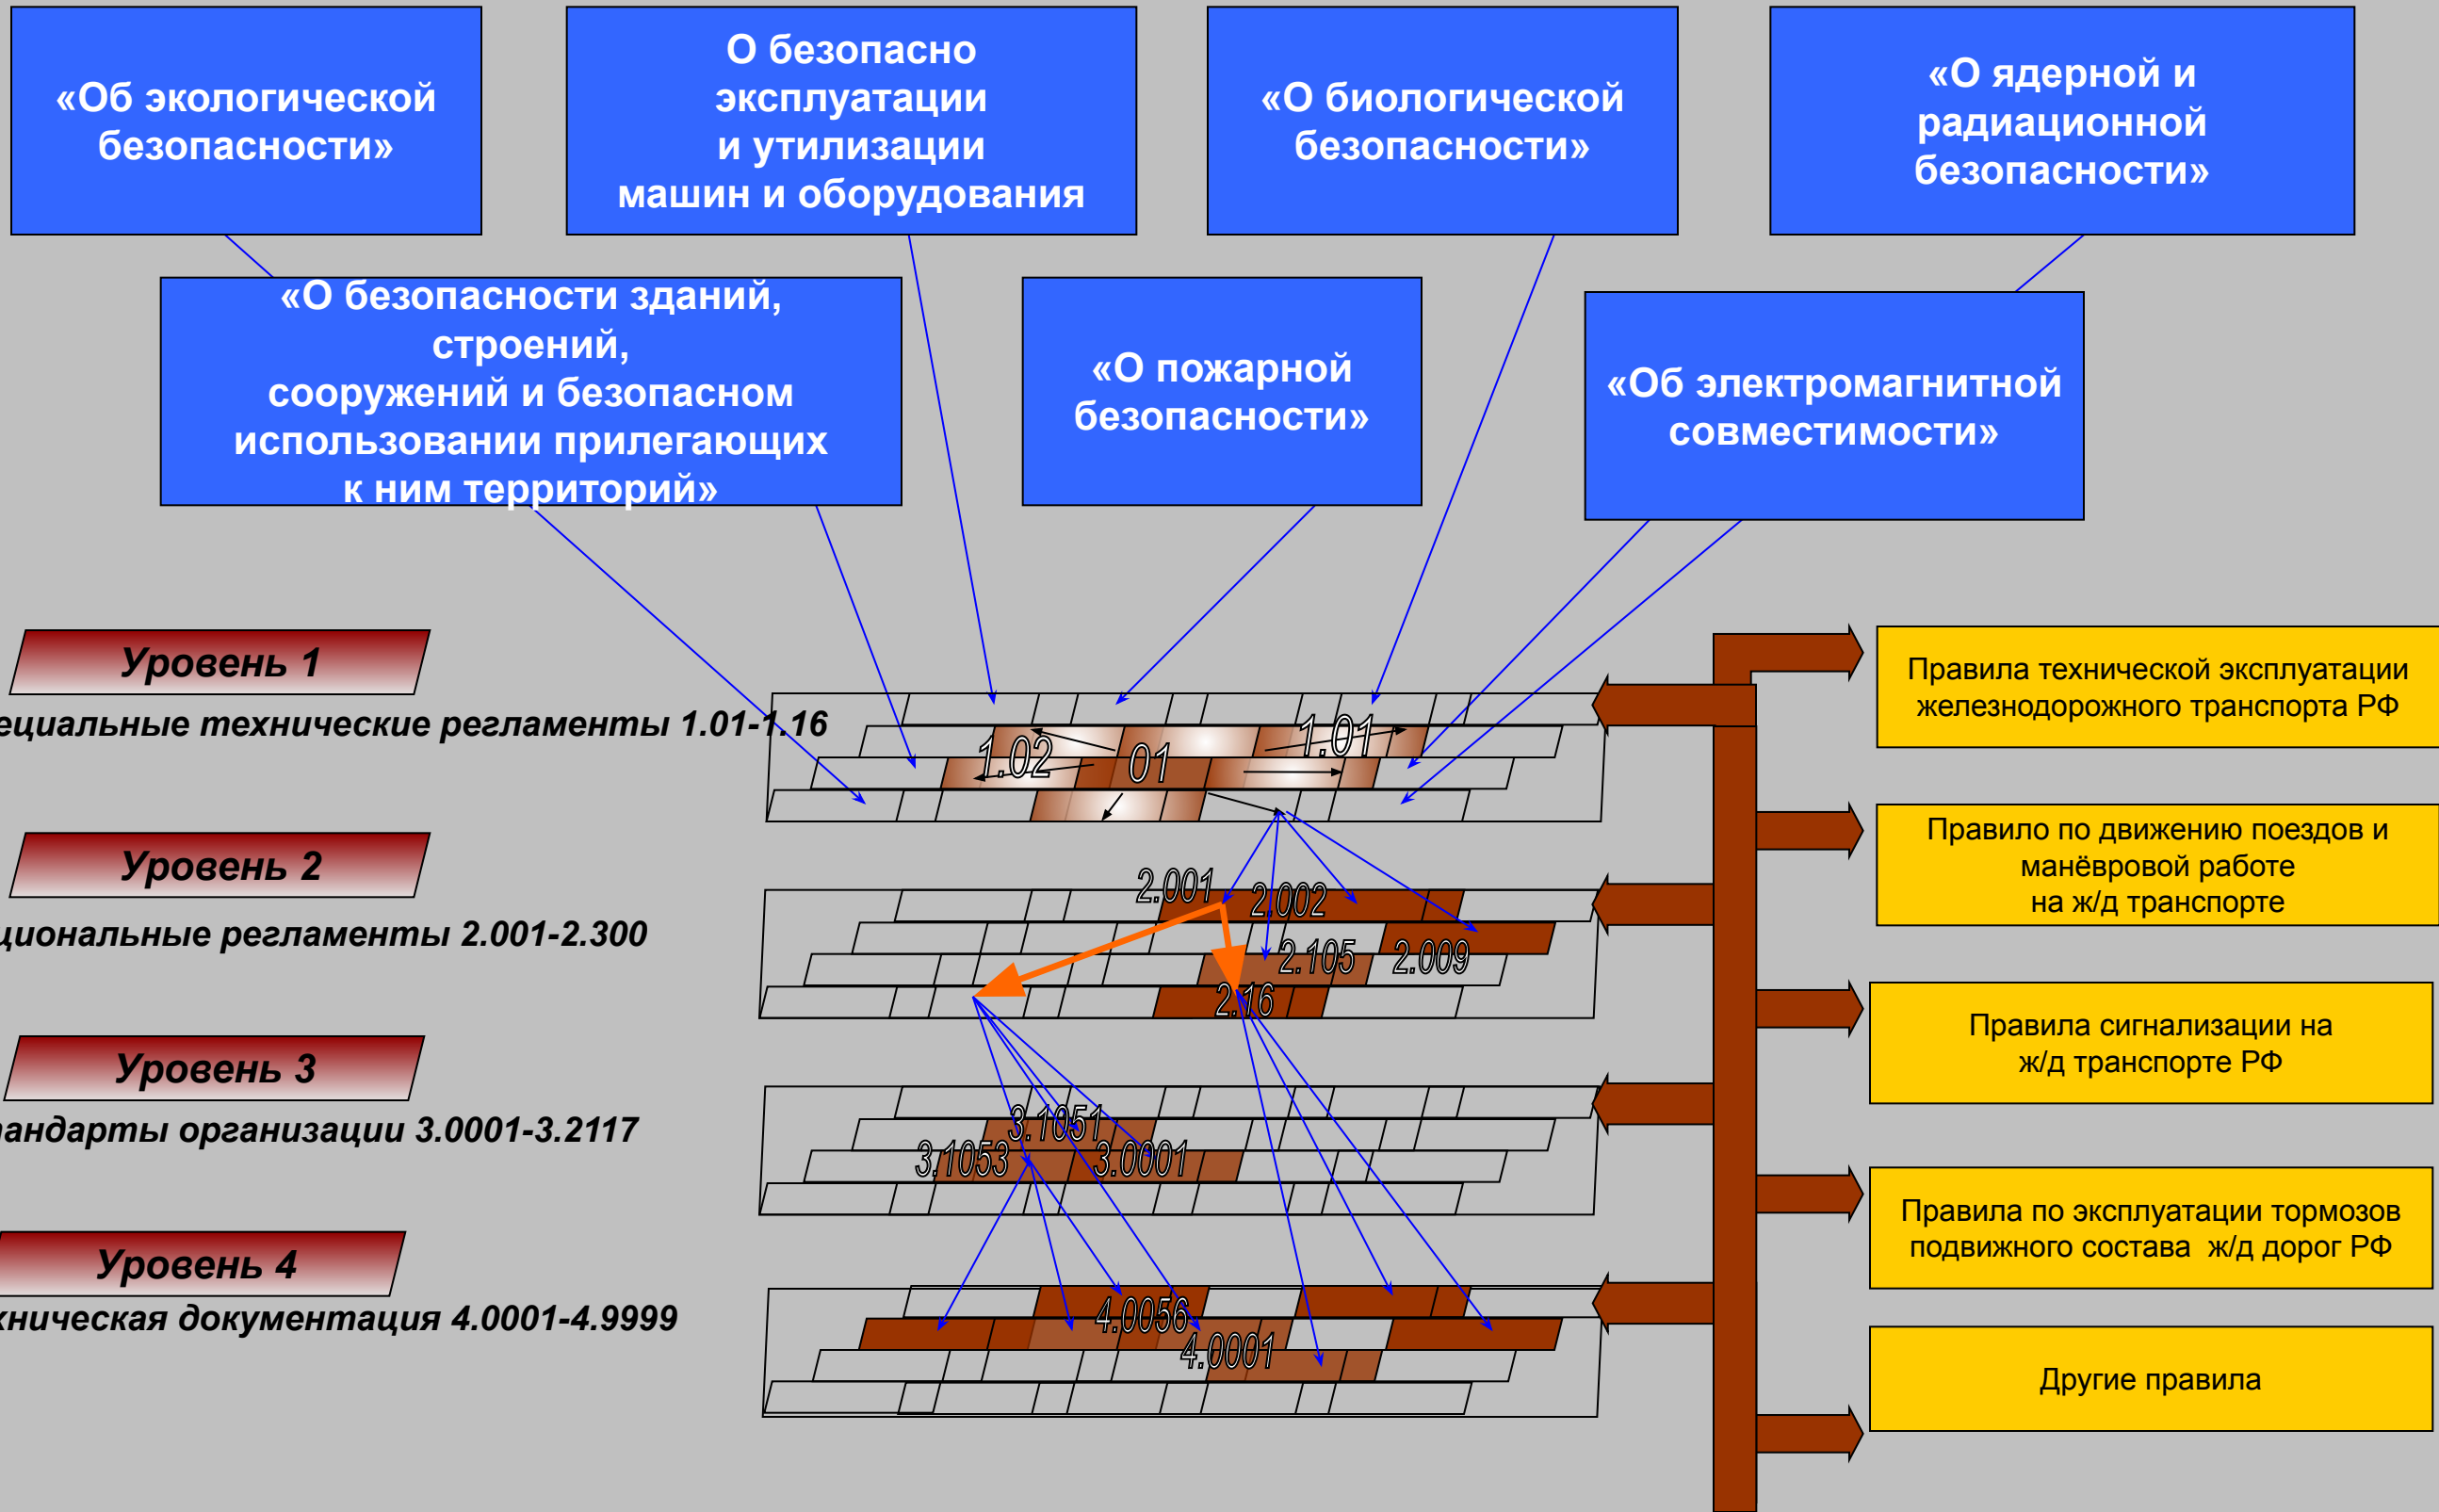 «Об экологической
безопасности»
О безопасно
эксплуатации
и утилизации
машин и оборудования
«О биологической
безопасности»
«О ядерной и
радиационной
безопасности»
«О безопасности зданий,
строений,
сооружений и безопасном
использовании прилегающих
к ним территорий»
«О пожарной
безопасности»
«Об электромагнитной
совместимости»
Уровень 1
ециальные технические регламенты 1.01-1.16
1.02
01
1.01
Уровень 2
циональные регламенты 2.001-2.300
2.001
2.002
2.105
2.009
2.16
Уровень 3
тандарты организации 3.0001-3.2117
3.1051
3.1053
3.0001
Уровень 4
хническая документация 4.0001-4.9999
4.0056
4.0001
Правила технической эксплуатации
железнодорожного транспорта РФ
Правило по движению поездов и
манёвровой работе
на ж/д транспорте
Правила сигнализации на
ж/д транспорте РФ
Правила по эксплуатации тормозов
подвижного состава ж/д дорог РФ
Другие правила